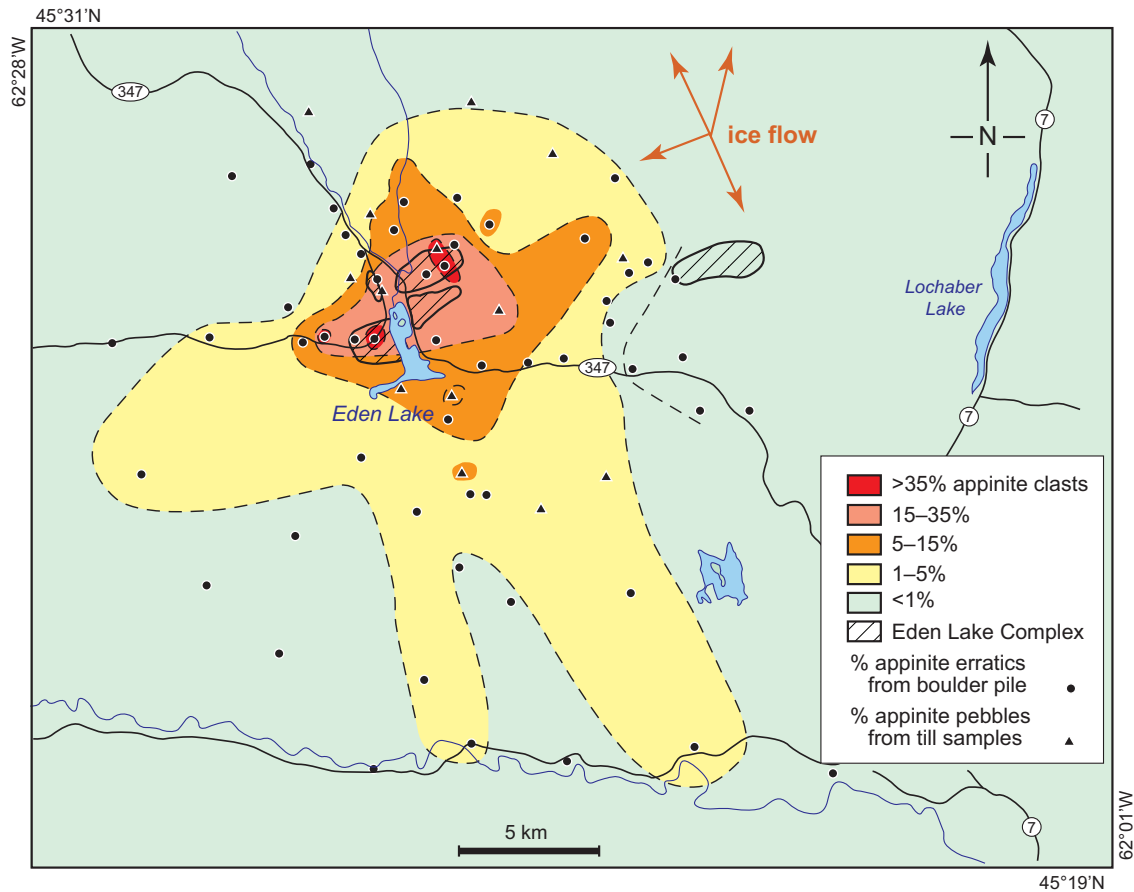 45°31'N
62°28'W
347
ice flow
N
7
Lochaber
Lake
347
Eden Lake
7
>35% appinite clasts
15–35%
5–15%
1–5%
<1%
Eden Lake Complex
% appinite erratics
from boulder pile
% appinite pebbles
from till samples
5 km
7
62°01'W
45°19'N